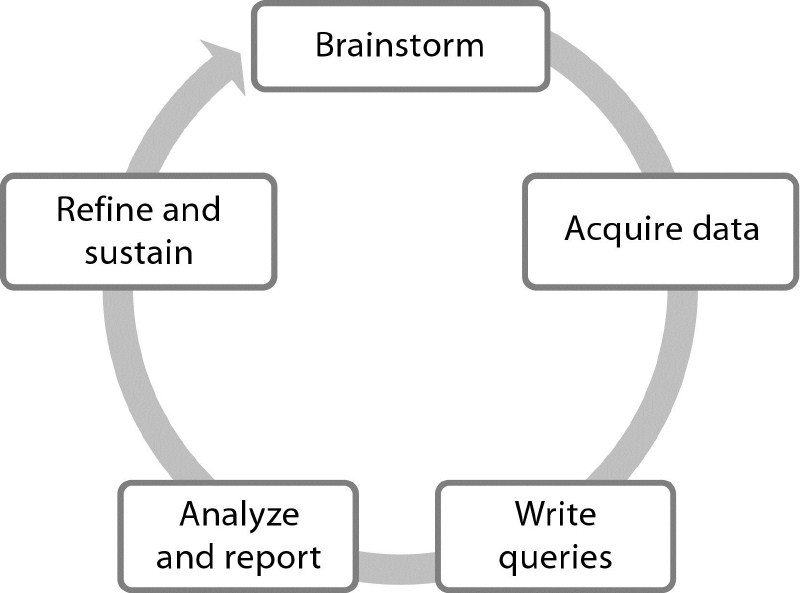 Brainstorm
Acquire data
Write
queries
Analyze
and report
Refine and
sustain